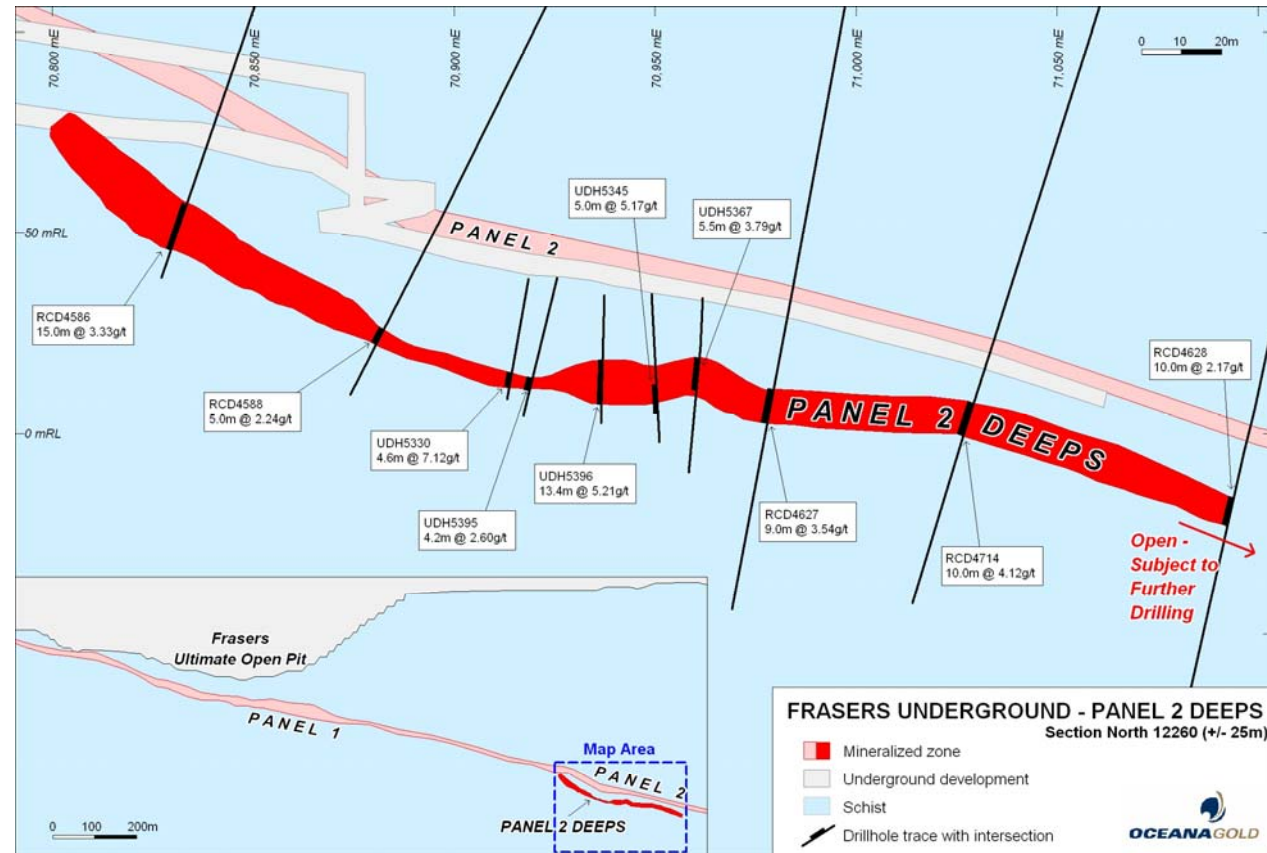 70,800 mE
70,850 mE
70,900 mE
70,950 mE
71,000 mE
71,050 mE
0 10 20m
50 mRL
0 mRL
PANEL 2
UDH5345
5.0m @ 5.17g/t
UDH5367
5.5m @ 3.79g/t
RCD4586
15.0m @ 3.33g/t
RCD4588
5.0m @ 2.24g/t
UDH5330
4.6m @ 7.12g/t
UDH5395
4.2m @ 2.60g/t
UDH5396
13.4m @ 5.21g/t
RCD4627
9.0m @ 3.54g/t
PANEL 2 DEEPS
RCD4714
10.0m @ 4.12g/t
RCD4628
10.0m @ 2.17g/t
Open -
Subject to
Further
Drilling
Frasers
Ultimate Open Pit
PANEL 1
Map Area
PANEL 2
PANEL 2 DEEPS
0 100 200m
FRASERS UNDERGROUND - PANEL 2 DEEPS
Section North 12260 (+/- 25m)
Mineralized zone
Underground development
Schist
Drillhole trace with intersection
OCEANAGOLD